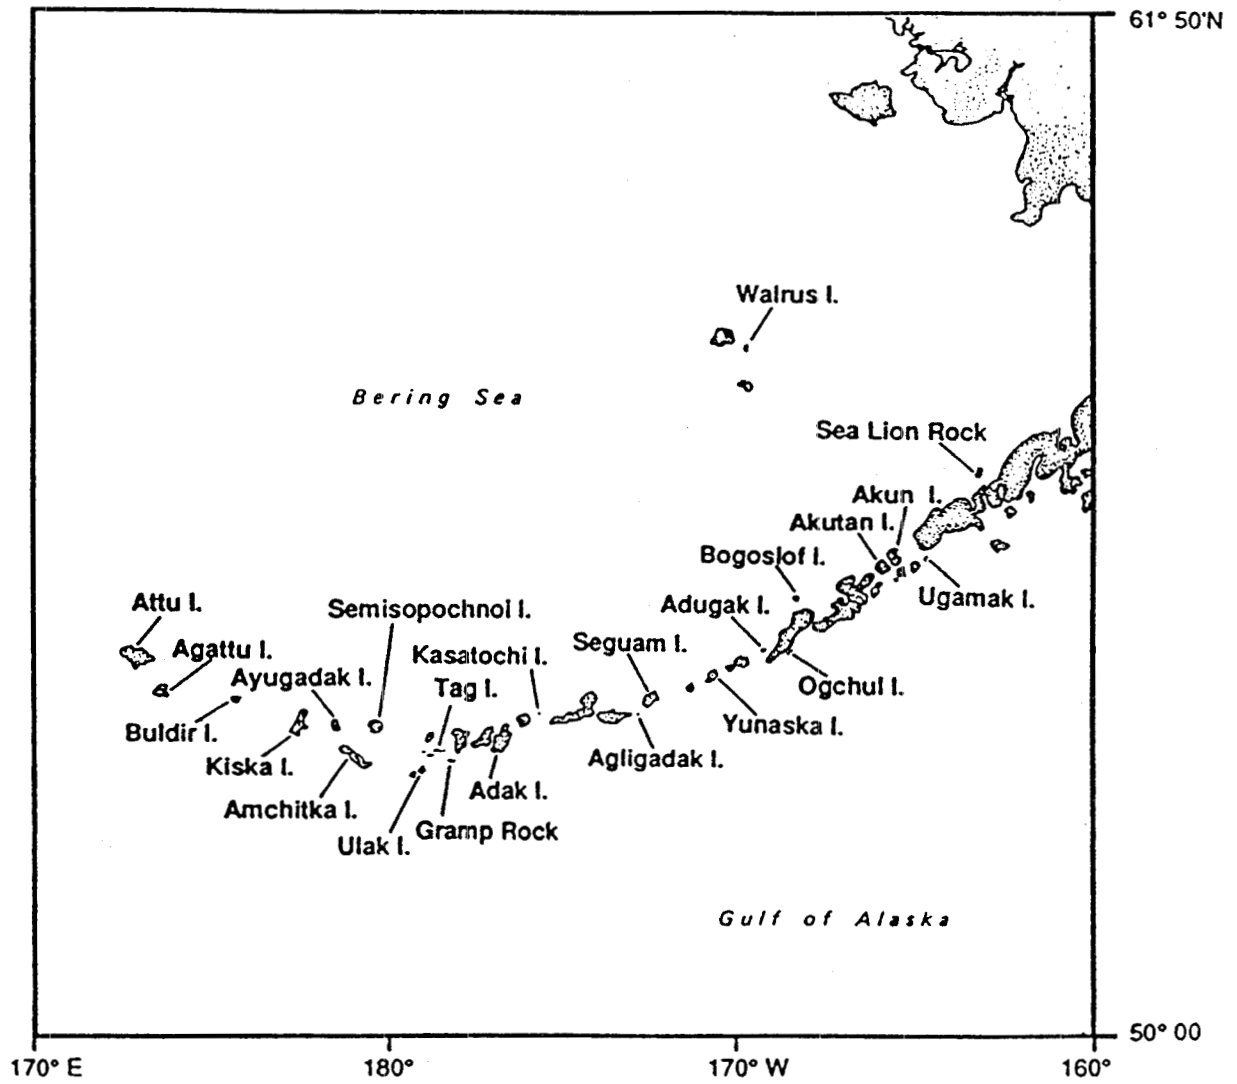 61° 50'N
Walrus I.
Bering Sea
Sea Lion Rock
Akun I.
Akutan I.
Bogoslof I.
Ugamak I.
Attu I.
Semisopochnoi I.
Adugak I.
Agattu I.
Seguam I.
Kasatochi I.
Ayugadak I.
Tag I.
Ogchul I.
Buldir I.
Yunaska I.
Kiska I.
Agligadak I.
Adak I.
Amchitka I.
Gramp Rock
Ulak I.
Gulf of Alaska
50° 00
170° E
180°
170° W
160°